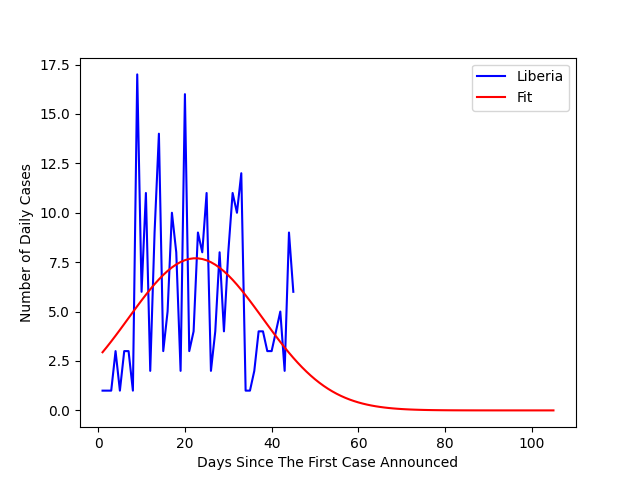 Liberia
Fit
17.5
15.0
12.5
10.0
7.5
5.0
2.5
0.0
Number of Daily Cases
0 20 40 60 80 100
Days Since The First Case Announced